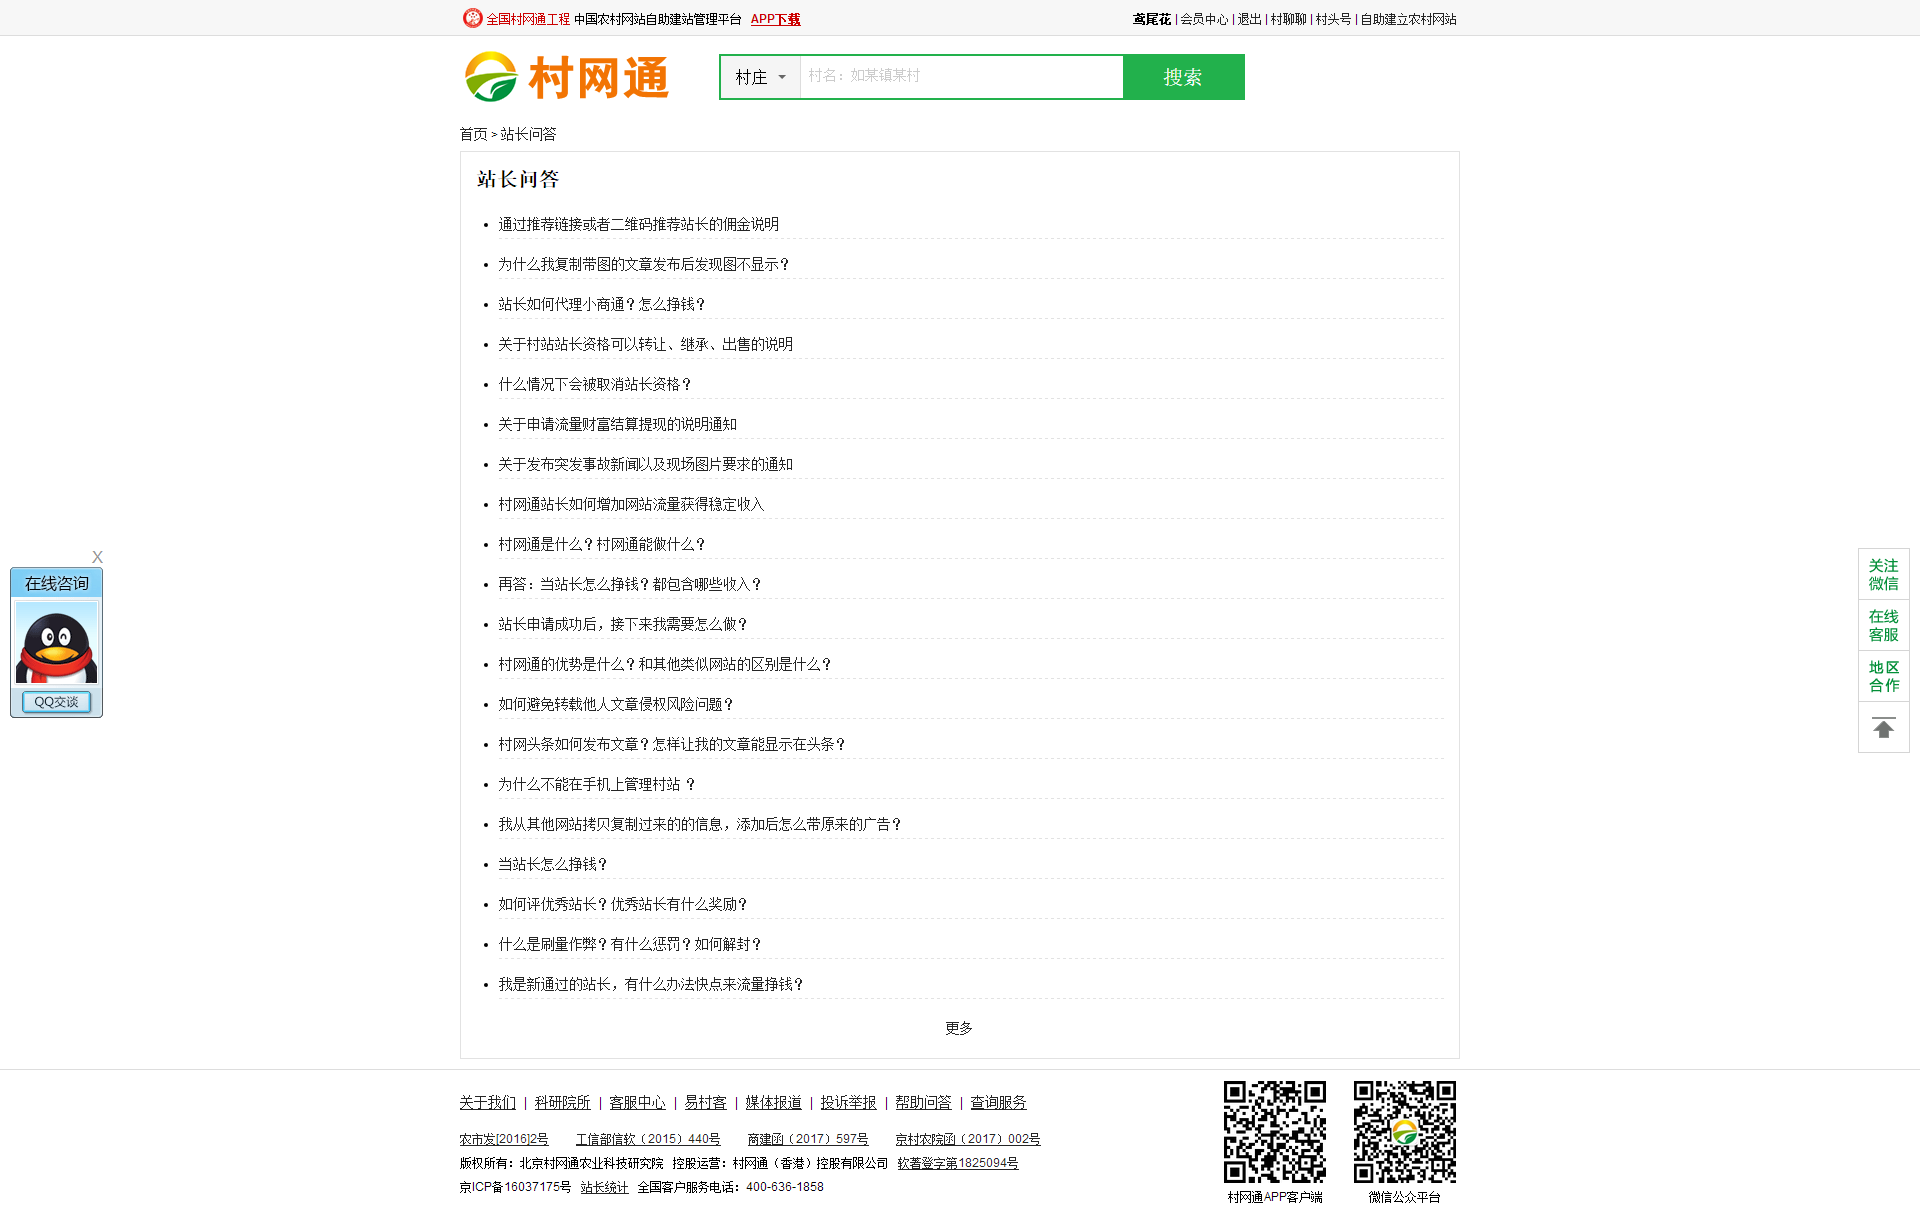 全国村网通工程 中国农村网站自助建站管理平台 APP下载
鸢尾花 | 会员中心 | 退出 | 村聊聊 | 村头号 | 自助建立农村网站
村网通
村庄 村名：如某镇某村 搜索
首页 > 站长问答
站长问答
• 通过推荐链接或者二维码推荐站长的佣金说明
• 为什么我复制带图的文章发布后发现图不显示？
• 站长如何代理小商通？怎么挣钱？
• 关于村站站长资格可以转让、继承、出售的说明
• 什么情况下会被取消站长资格？
• 关于申请流量财富结算提现的说明通知
• 关于发布突发事故新闻以及现场图片要求的通知
• 村网通站长如何增加网站流量获得稳定收入
• 村网通是什么？村网通能做什么？
• 再答：当站长怎么挣钱？都包含哪些收入？
• 站长申请成功后，接下来我需要怎么做？
• 村网通的优势是什么？和其他类似网站的区别是什么？
• 如何避免转载他人文章侵权风险问题？
• 村网头条如何发布文章？怎样让我的文章能显示在头条？
• 为什么不能在手机上管理村站 ？
• 我从其他网站拷贝复制过来的的信息，添加后怎么带原来的广告？
• 当站长怎么挣钱？
• 如何评优秀站长？优秀站长有什么奖励？
• 什么是刷量作弊？有什么惩罚？如何解封？
• 我是新通过的站长，有什么办法快点来流量挣钱？
更多
X
在线咨询
QQ交谈
关注
微信
在线
客服
地区
合作
关于我们 | 科研院所 | 客服中心 | 易村客 | 媒体报道 | 投诉举报 | 帮助问答 | 查询服务
农市发[2016]2号 工信部信软（2015）440号 商建函（2017）597号 京村农院函（2017）002号
版权所有：北京村网通农业科技研究院 控股运营：村网通（香港）控股有限公司 软著登字第1825094号
京ICP备16037175号 站长统计 全国客户服务电话：400-636-1858
村网通APP客户端
微信公众平台